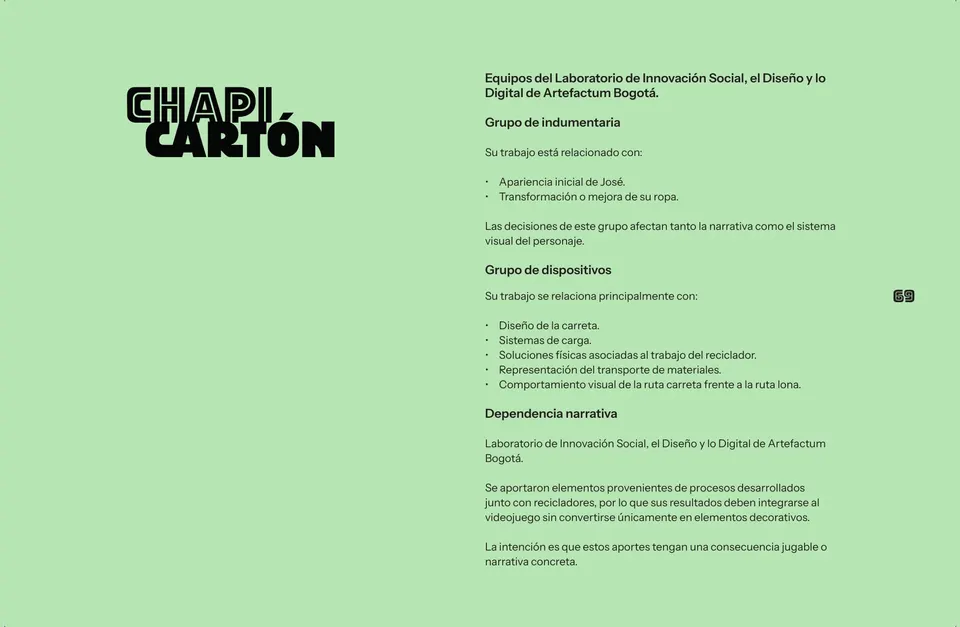 CHAPI
CARTÓN
Equipos del Laboratorio de Innovación Social, el Diseño y lo
Digital de Artefactum Bogotá.
Grupo de indumentaria
Su trabajo está relacionado con:
• Apariencia inicial de José.
• Transformación o mejora de su ropa.
Las decisiones de este grupo afectan tanto la narrativa como el sistema
visual del personaje.
Grupo de dispositivos
Su trabajo se relaciona principalmente con:
• Diseño de la carreta.
• Sistemas de carga.
• Soluciones físicas asociadas al trabajo del reciclador.
• Representación del transporte de materiales.
• Comportamiento visual de la ruta carreta frente a la ruta lona.
Dependencia narrativa
Laboratorio de Innovación Social, el Diseño y lo Digital de Artefactum
Bogotá.
Se aportaron elementos provenientes de procesos desarrollados
junto con recicladores, por lo que sus resultados deben integrarse al
videojuego sin convertirse únicamente en elementos decorativos.
La intención es que estos aportes tengan una consecuencia jugable o
narrativa concreta.
69